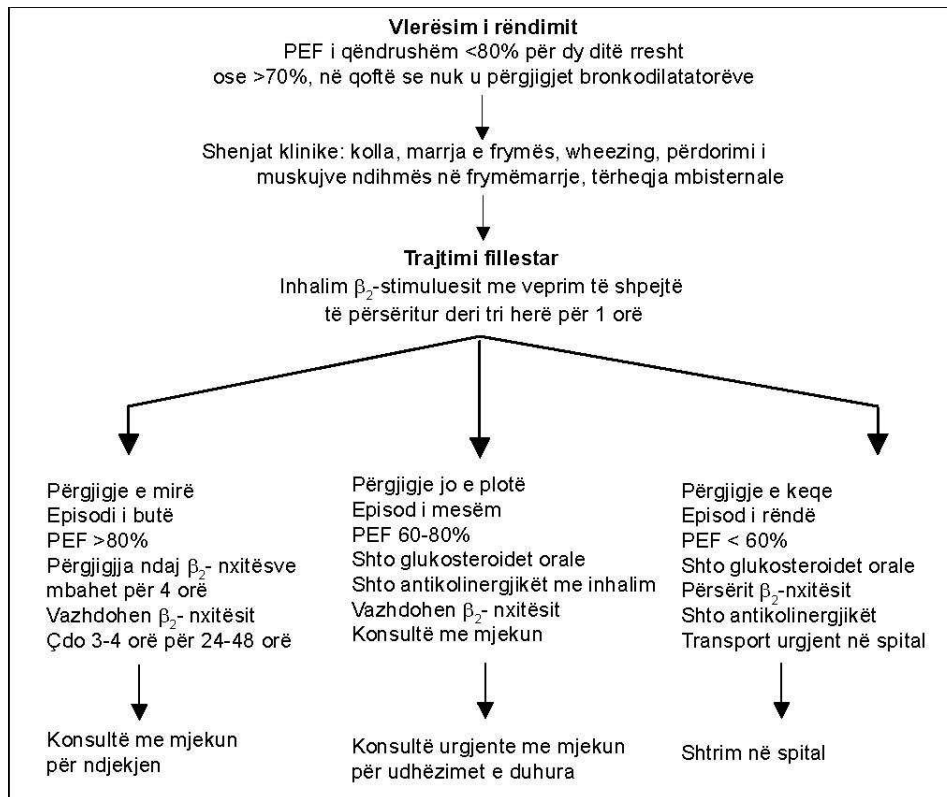 Vlerësim i rëndimit
PEF i qëndrushëm <80% për dy ditë rresht
ose >70%, në qoftë se nuk u përgjigjet bronkodilatatorëve
Shenjat klinike: kolla, marrja e frymës, wheezing, përdorimi i
muskujve ndihmës në frymëmarrje, tërheqja mbisternale
Trajtimi fillestar
Inhalim β₂-stimuluesit me veprim të shpejtë
të përsëritur deri tri herë për 1 orë
Përgjigje e mirë
Episodi i butë
PEF >80%
Përgjigjja ndaj β₂- nxitësve
mbahet për 4 orë
Vazhdohen β₂- nxitësit
Çdo 3-4 orë për 24-48 orë
Konsultë me mjekun
për ndjekjen
Përgjigje jo e plotë
Episod i mesëm
PEF 60-80%
Shto glukosteroidet orale
Shto antikolinergjikët me inhalim
Vazhdohen β₂- nxitësit
Konsultë me mjekun
Konsultë urgjente me mjekun
për udhëzimet e duhura
Përgjigje e keqe
Episod i rëndë
PEF < 60%
Shto glukosteroidet orale
Përsërit β₂-nxitësit
Shto antikolinergjikët
Transport urgjent në spital
Shtrim në spital